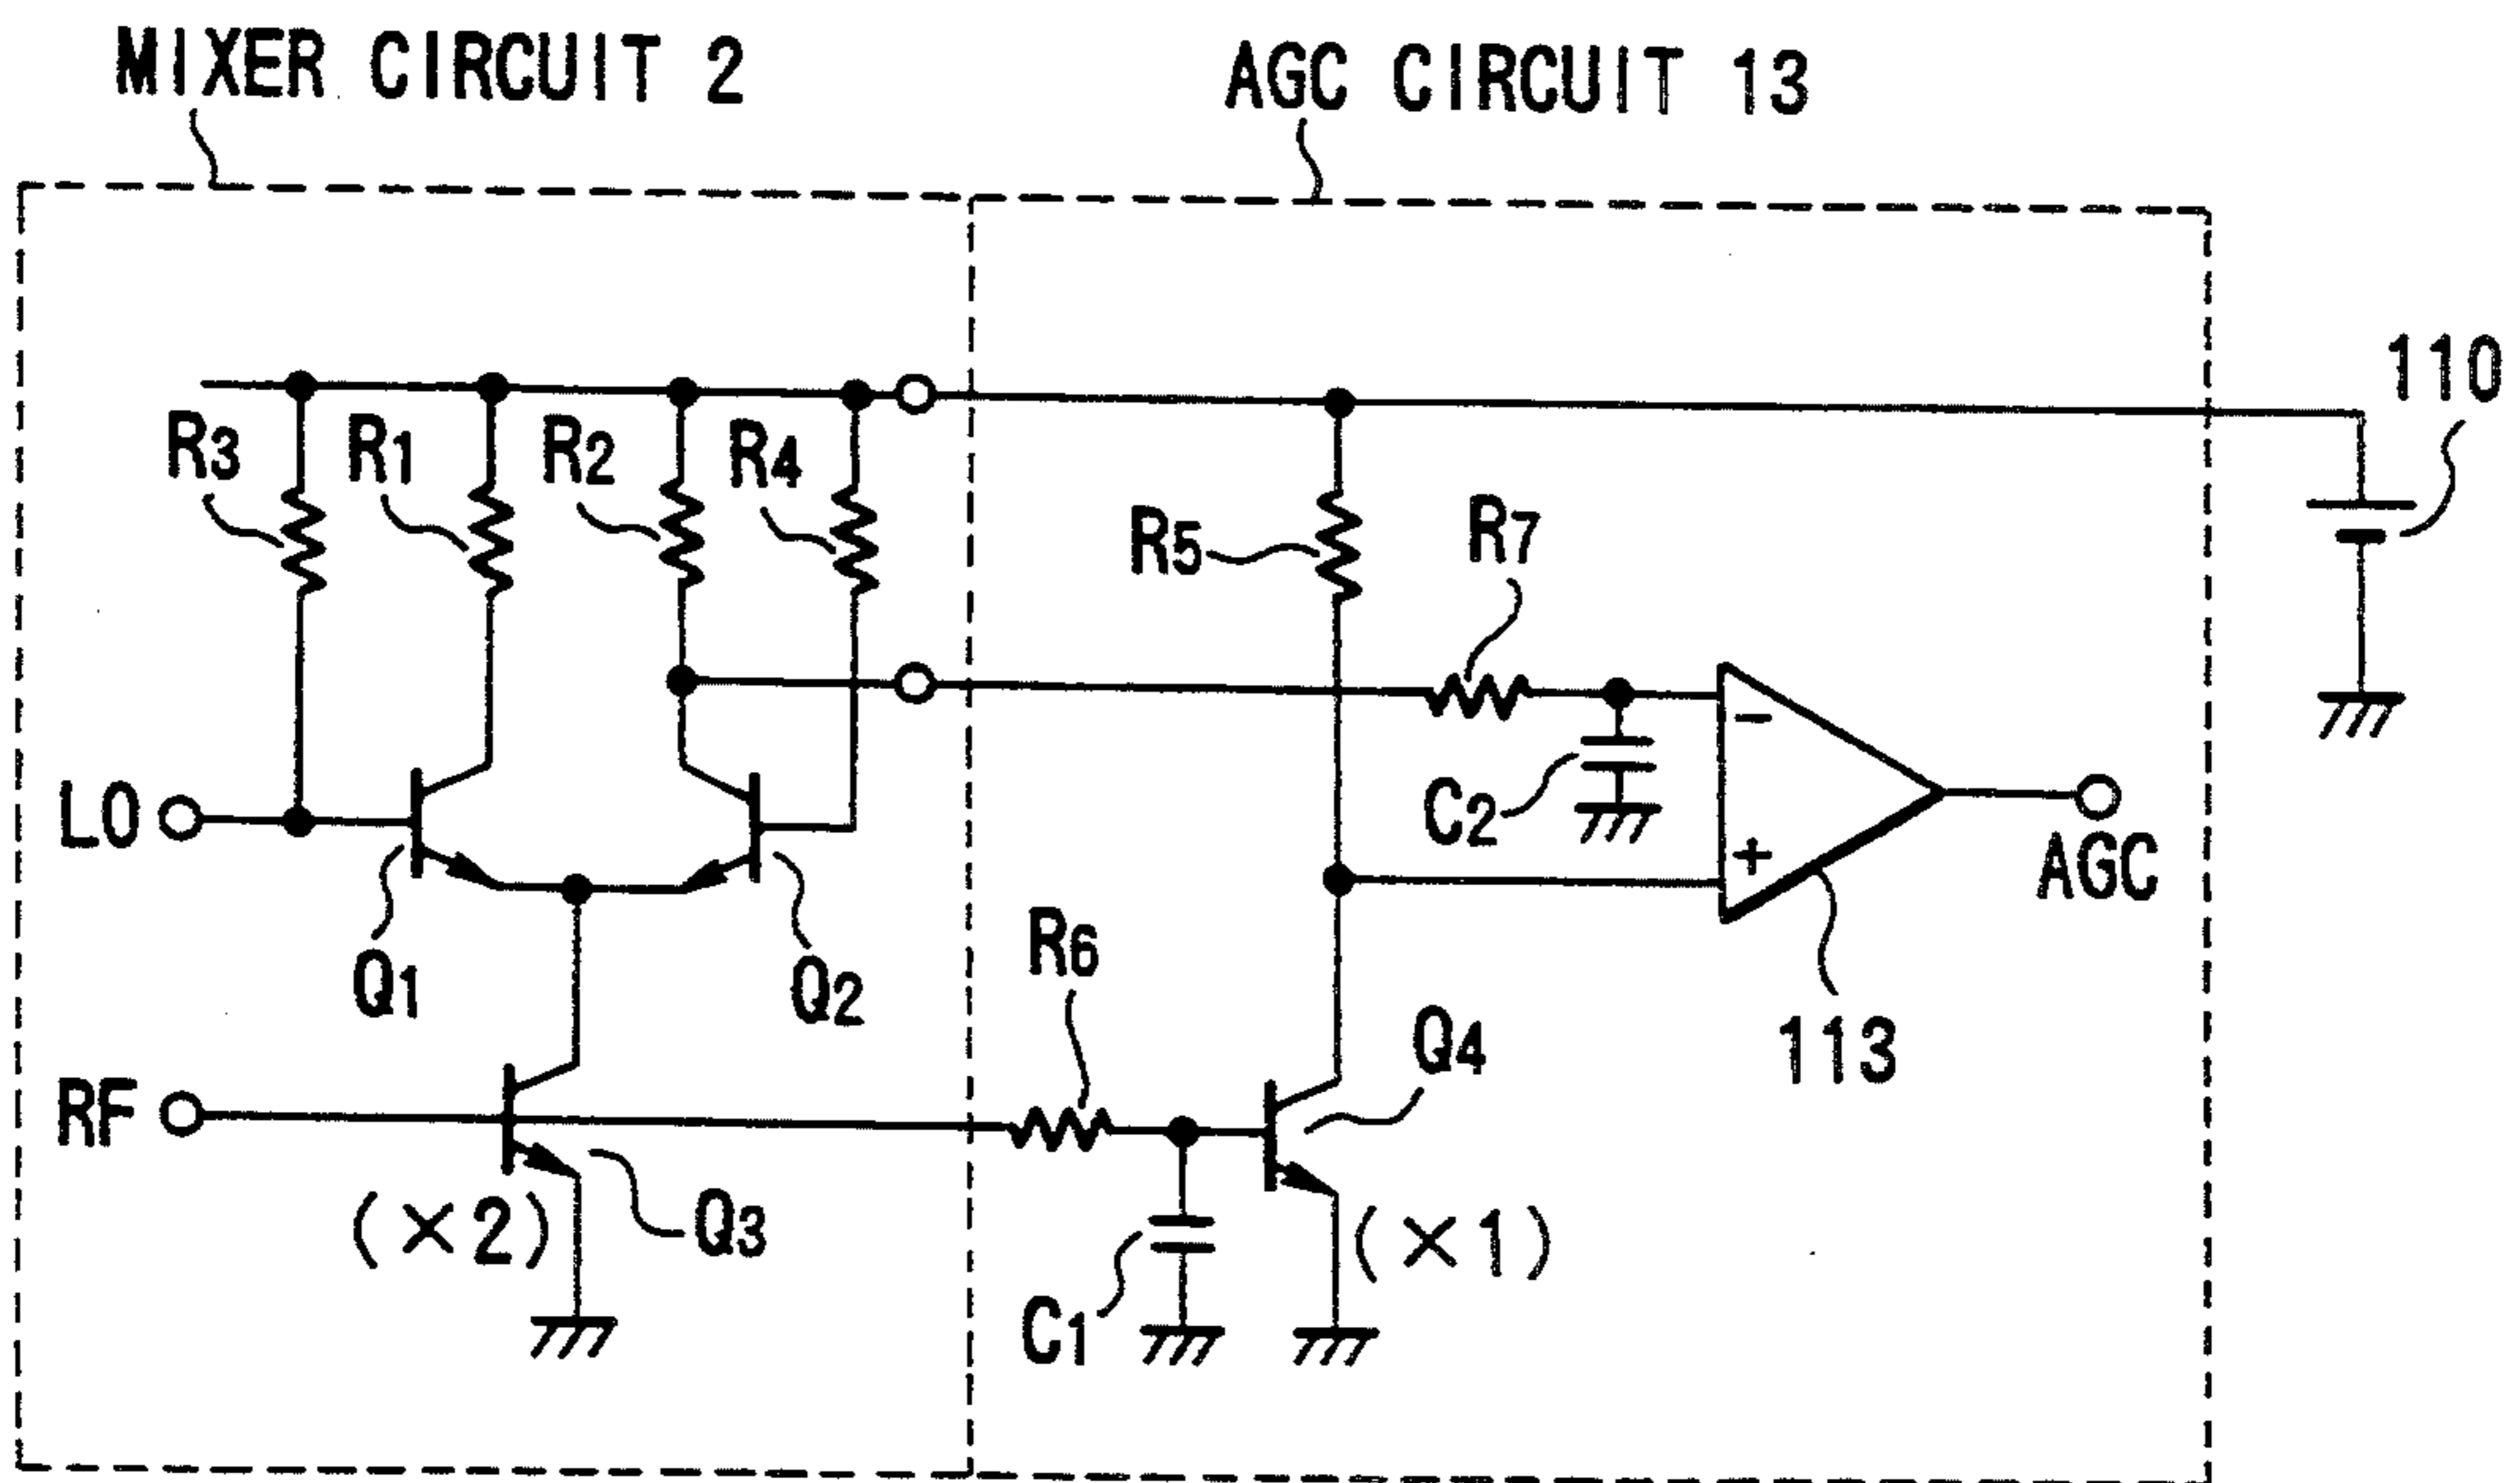 MIXER CIRCUIT 2
AGC CIRCUIT 13
110
R3
R1
R2
R4
R5
R7
LO
C2
−
+
AGC
Q1
Q2
R6
Q4
113
RF
(×2)
Q3
(×1)
C1